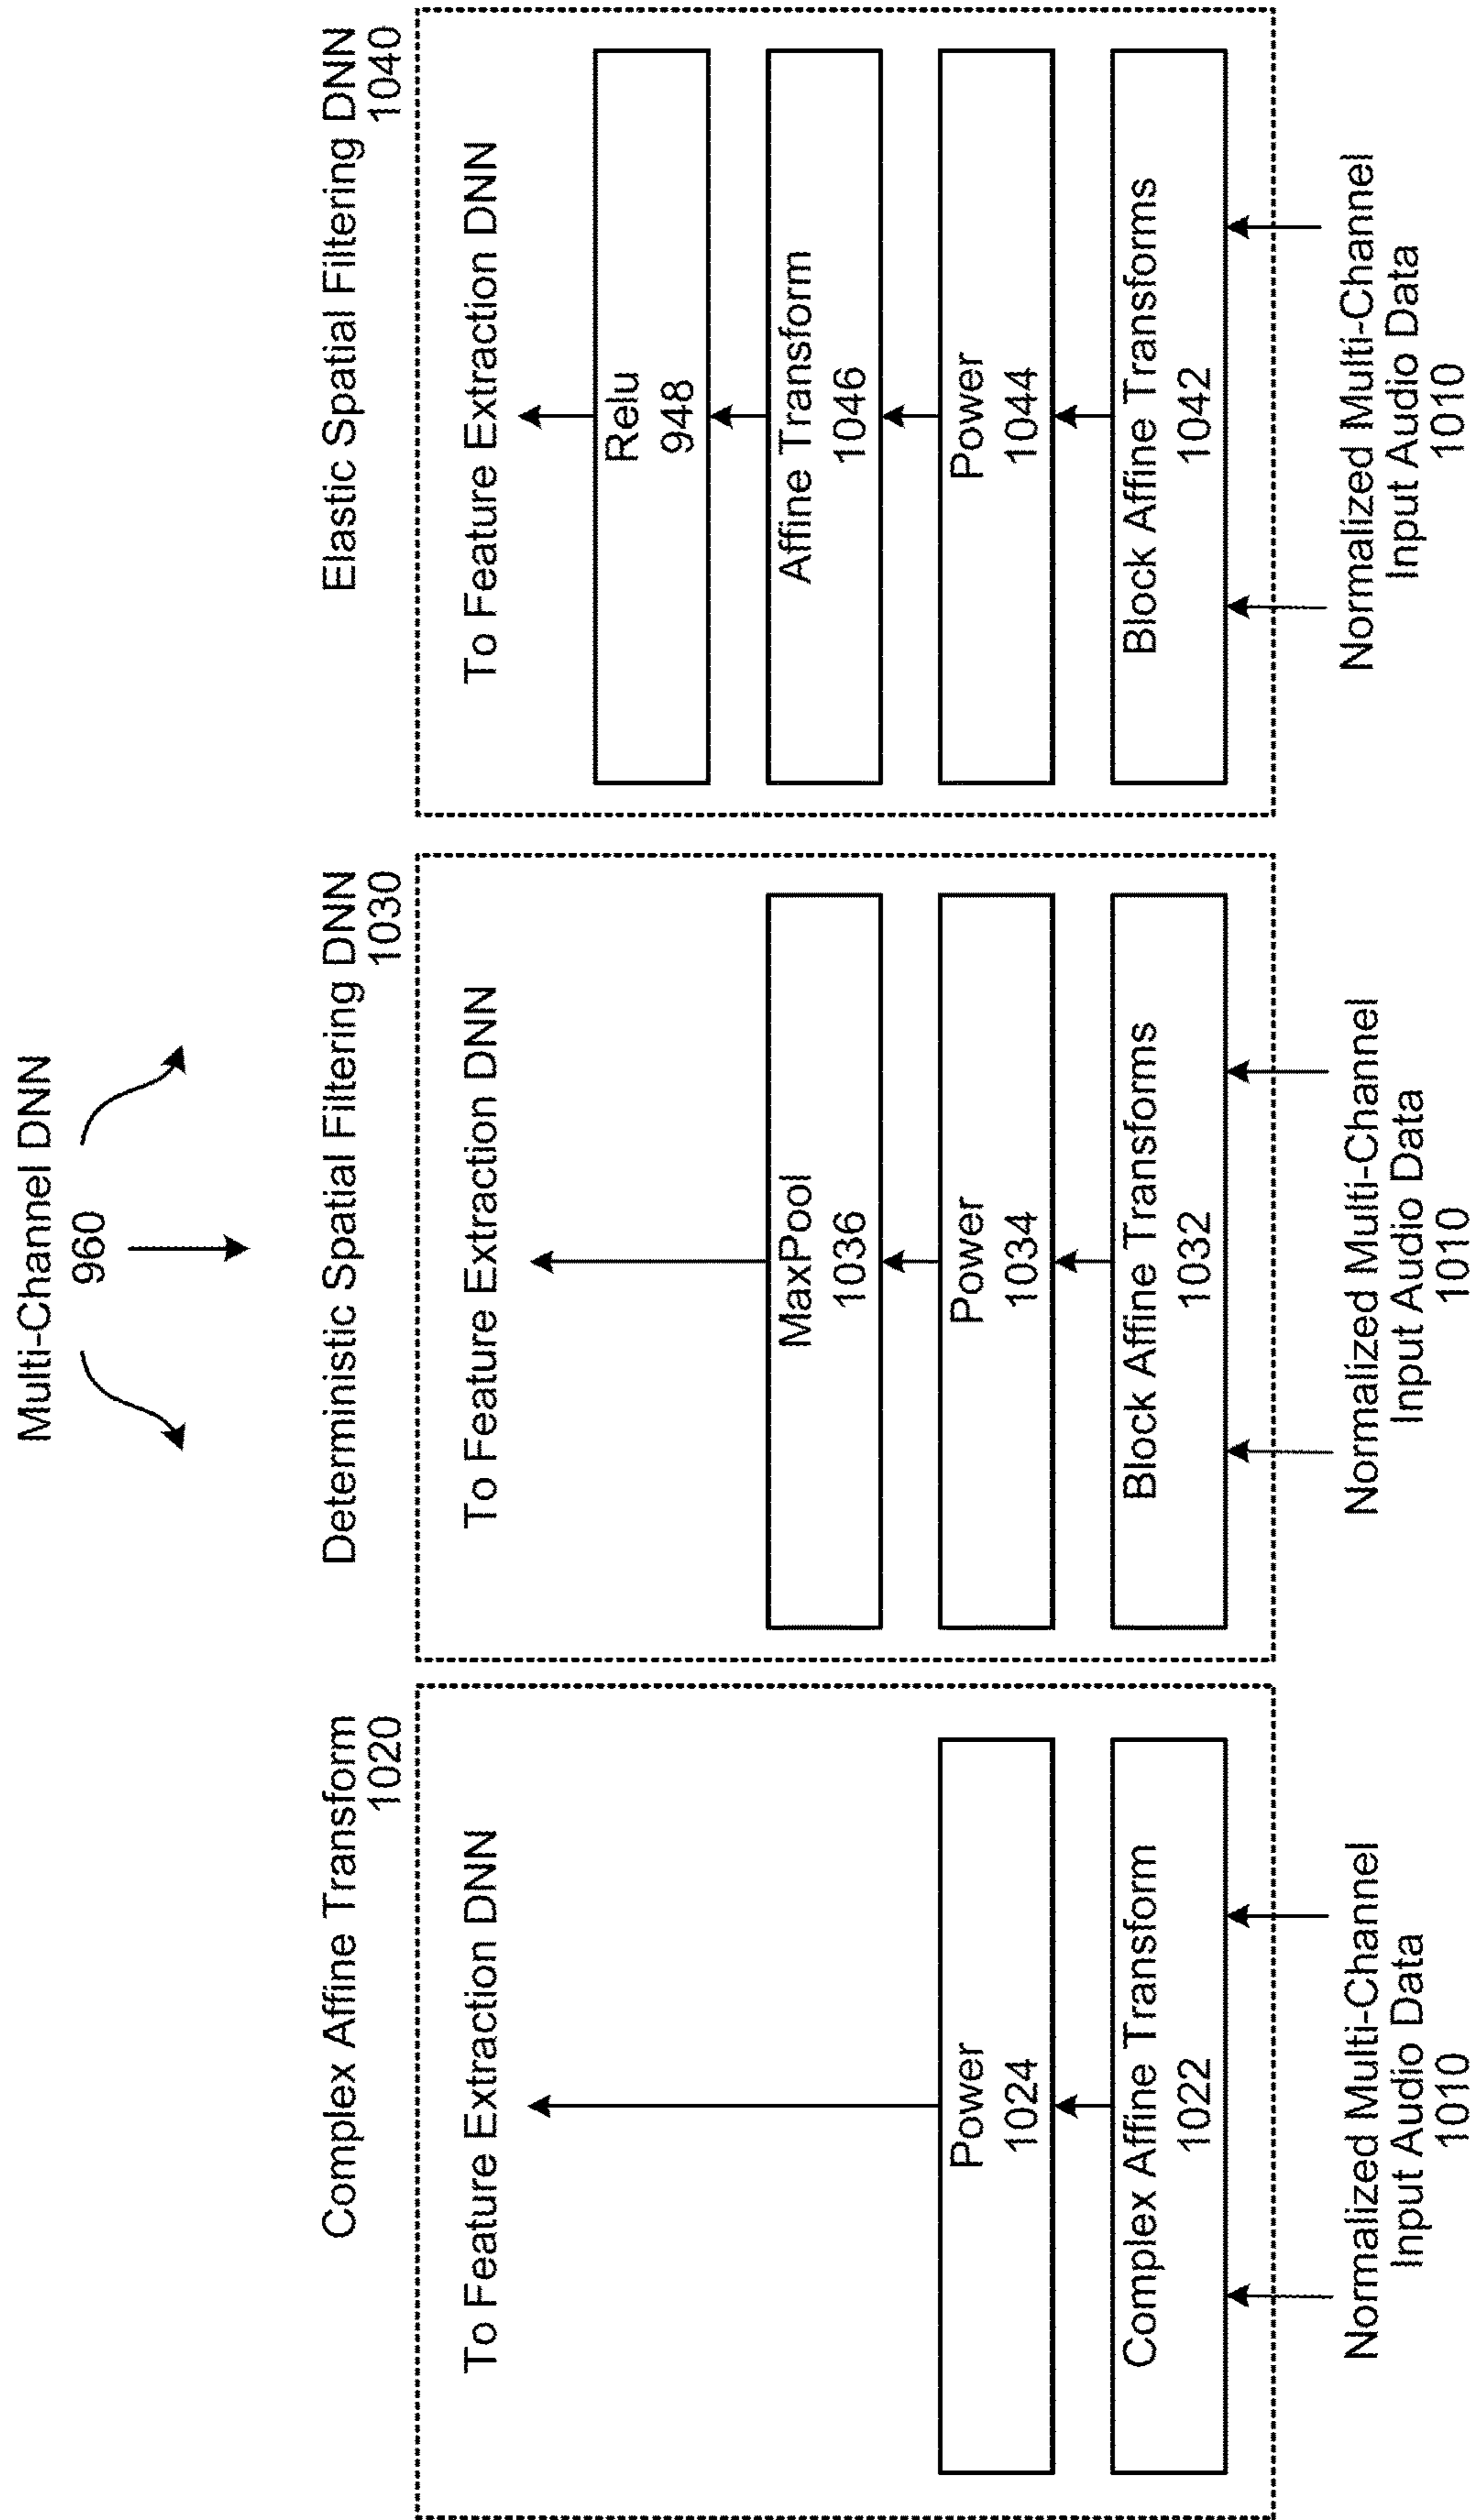 Multi-Channel DNN
960
Complex Affine Transform
1020
To Feature Extraction DNN
Power
1024
Complex Affine Transform
1022
Normalized Multi-Channel
Input Audio Data
1010
Deterministic Spatial Filtering DNN
1030
To Feature Extraction DNN
MaxPool
1036
Power
1034
Block Affine Transforms
1032
Normalized Multi-Channel
Input Audio Data
1010
Elastic Spatial Filtering DNN
1040
To Feature Extraction DNN
Relu
948
Affine Transform
1046
Power
1044
Block Affine Transforms
1042
Normalized Multi-Channel
Input Audio Data
1010